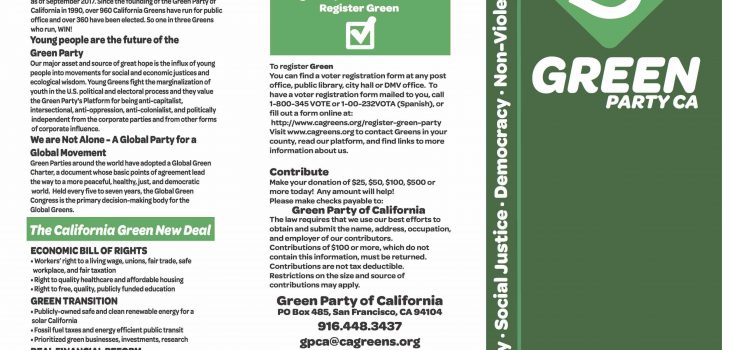 as of September 2017. Since the founding of the Green Party of
California in 1990, over 960 California Greens have run for public
office and over 360 have been elected. So one in three Greens
who run, WIN!
Young people are the future of the
Green Party
Our major asset and source of great hope is the influx of young
people into movements for social and economic justices and
ecological wisdom. Young Greens fight the marginalization of
youth in the U.S. political and electoral process and they value
the Green Party's Platform for being anti-capitalist,
intersectional, anti-oppression, anti-colonialist, and politically
independent from the corporate parties and from other forms
of corporate influence.
We are Not Alone - A Global Party for a
Global Movement
Green Parties around the world have adopted a Global Green
Charter, a document whose basic points of agreement lead
the way to a more peaceful, healthy, just, and democratic
world. Held every five to seven years, the Global Green
Congress is the primary decision-making body for the
Global Greens.
The California Green New Deal
ECONOMIC BILL OF RIGHTS
• Workers' right to a living wage, unions, fair trade, safe
workplace, and fair taxation
• Right to quality healthcare and affordable housing
• Right to free, quality, publicly funded education
GREEN TRANSITION
• Publicly-owned safe and clean renewable energy for a
solar California
• Fossil fuel taxes and energy efficient public transit
• Prioritized green businesses, investments, research
REAL FINANCIAL REFORM
Register Green
To register Green
You can find a voter registration form at any post
office, public library, city hall or DMV office. To
have a voter registration form mailed to you, call
1-800-345 VOTE or 1-00-232VOTA (Spanish), or
fill out a form online at:
http://www.cagreens.org/register-green-party
Visit www.cagreens.org to contact Greens in your
county, read our platform, and find links to more
information about us.
Contribute
Make your donation of $25, $50, $100, $500 or
more today! Any amount will help!
Please make checks payable to:
Green Party of California
The law requires that we use our best efforts to
obtain and submit the name, address, occupation,
and employer of our contributors.
Contributions of $100 or more, which do not
contain this information, must be returned.
Contributions are not tax deductible.
Restrictions on the size and source of
contributions may apply.
Green Party of California
PO Box 485, San Francisco, CA 94104
916.448.3437
gpca@cagreens.org
· Social Justice · Democracy · Non-Viole
GREEN
PARTY CA